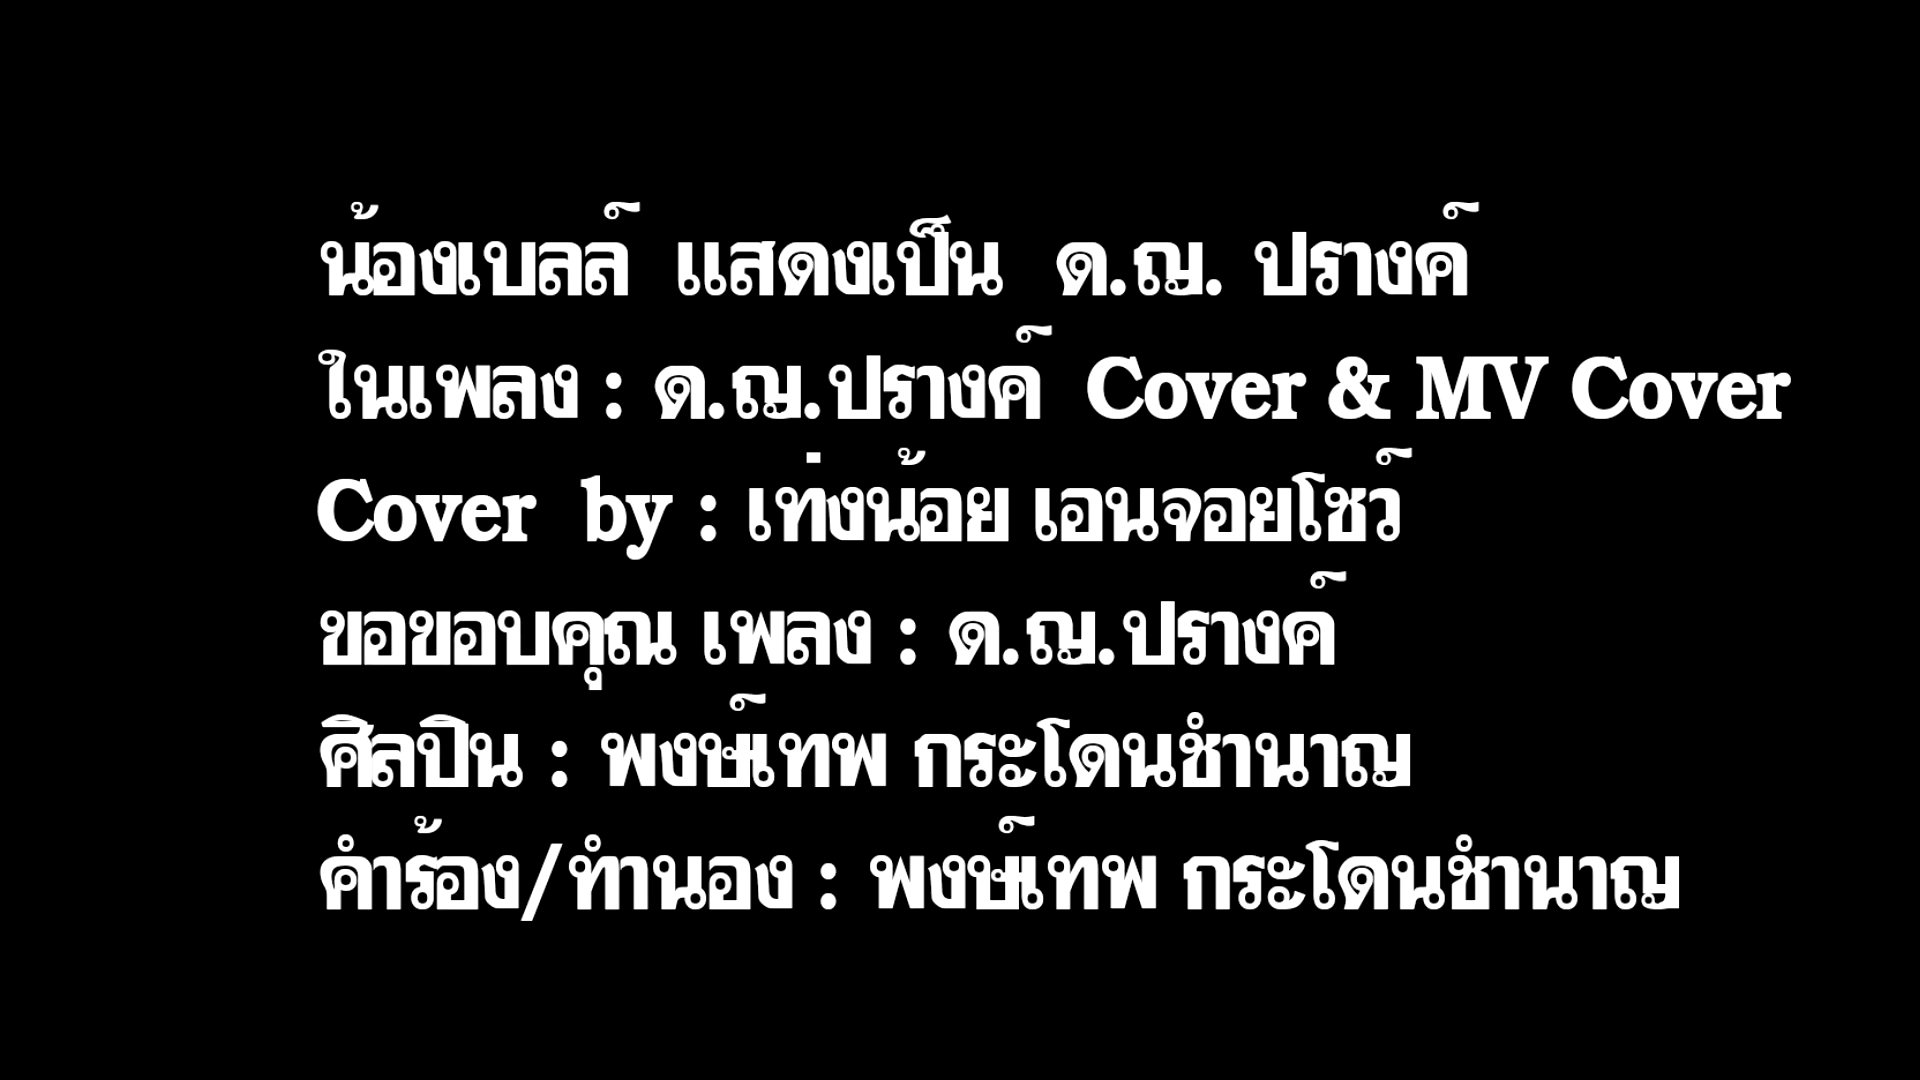 น้องเบลล์ แสดงเป็น ด.ญ. ปรางค์
ในเพลง : ด.ญ.ปรางค์ Cover & MV Cover
Cover by : เท่งน้อย เอนจอยโชว์
ขอขอบคุณ เพลง : ด.ญ.ปรางค์
ศิลปิน : พงษ์เทพ กระโดนชำนาญ
คำร้อง/ทำนอง : พงษ์เทพ กระโดนชำนาญ